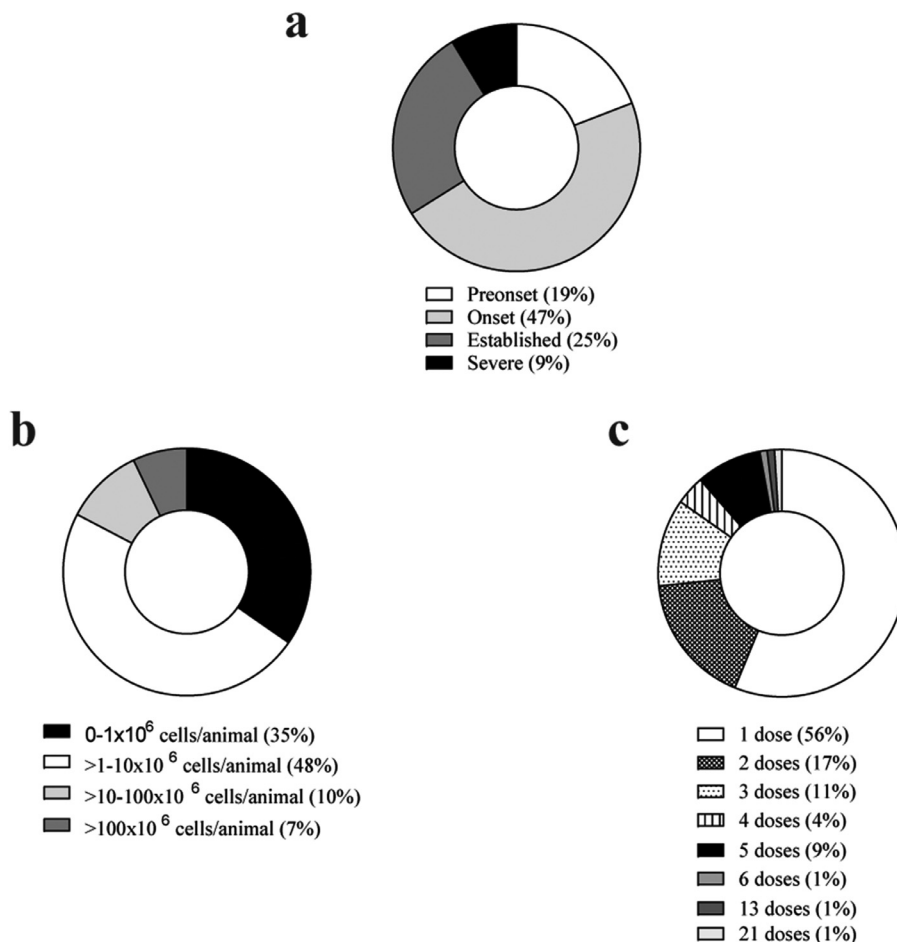 a
Preonset (19%)
Onset (47%)
Established (25%)
Severe (9%)
b
0-1x10⁶ cells/animal (35%)
>1-10x10 ⁶ cells/animal (48%)
>10-100x10 ⁶ cells/animal (10%)
>100x10 ⁶ cells/animal (7%)
c
1 dose (56%)
2 doses (17%)
3 doses (11%)
4 doses (4%)
5 doses (9%)
6 doses (1%)
13 doses (1%)
21 doses (1%)